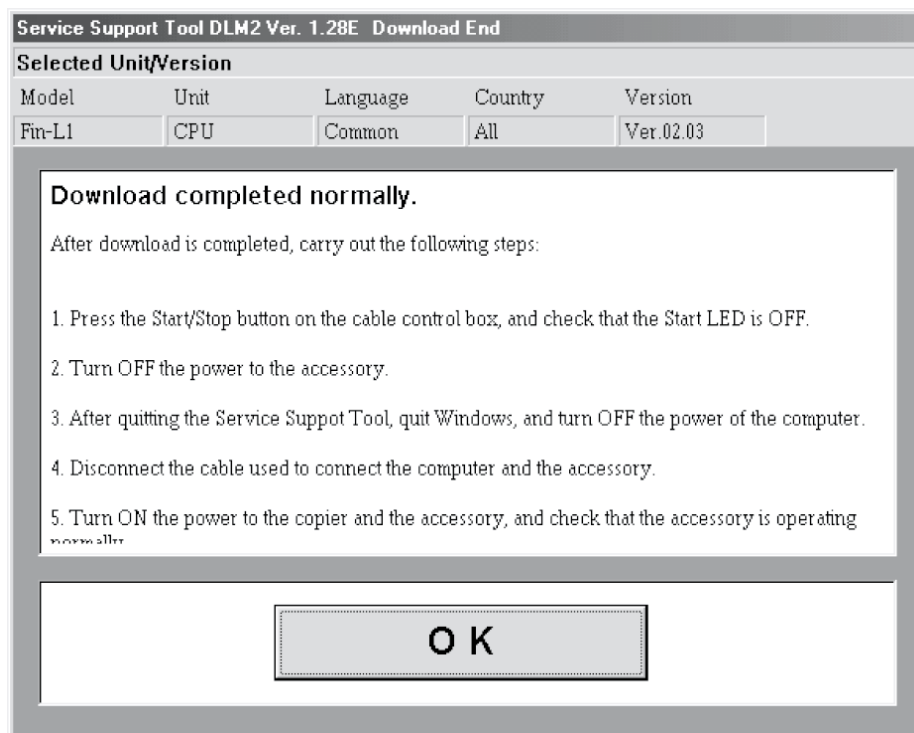 Service Support Tool DLM2 Ver. 1.28E Download End
Selected Unit/Version
Model Unit Language Country Version
Fin-L1 CPU Common All Ver.02.03
Download completed normally.
After download is completed, carry out the following steps:
1. Press the Start/Stop button on the cable control box, and check that the Start LED is OFF.
2. Turn OFF the power to the accessory.
3. After quitting the Service Suppot Tool, quit Windows, and turn OFF the power of the computer.
4. Disconnect the cable used to connect the computer and the accessory.
5. Turn ON the power to the copier and the accessory, and check that the accessory is operating
normally
O K